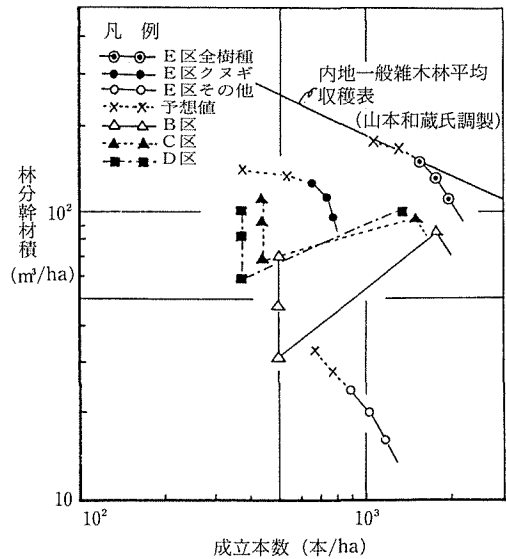 凡 例
E区全樹種
E区クヌギ
E区その他
予想値
B区
C区
D区
内地一般雑木林平均
収穫表
(山本和蔵氏調製)
林分幹材積
(m³/ha)
10²
10
10²
10³
成立本数 (本/ha)